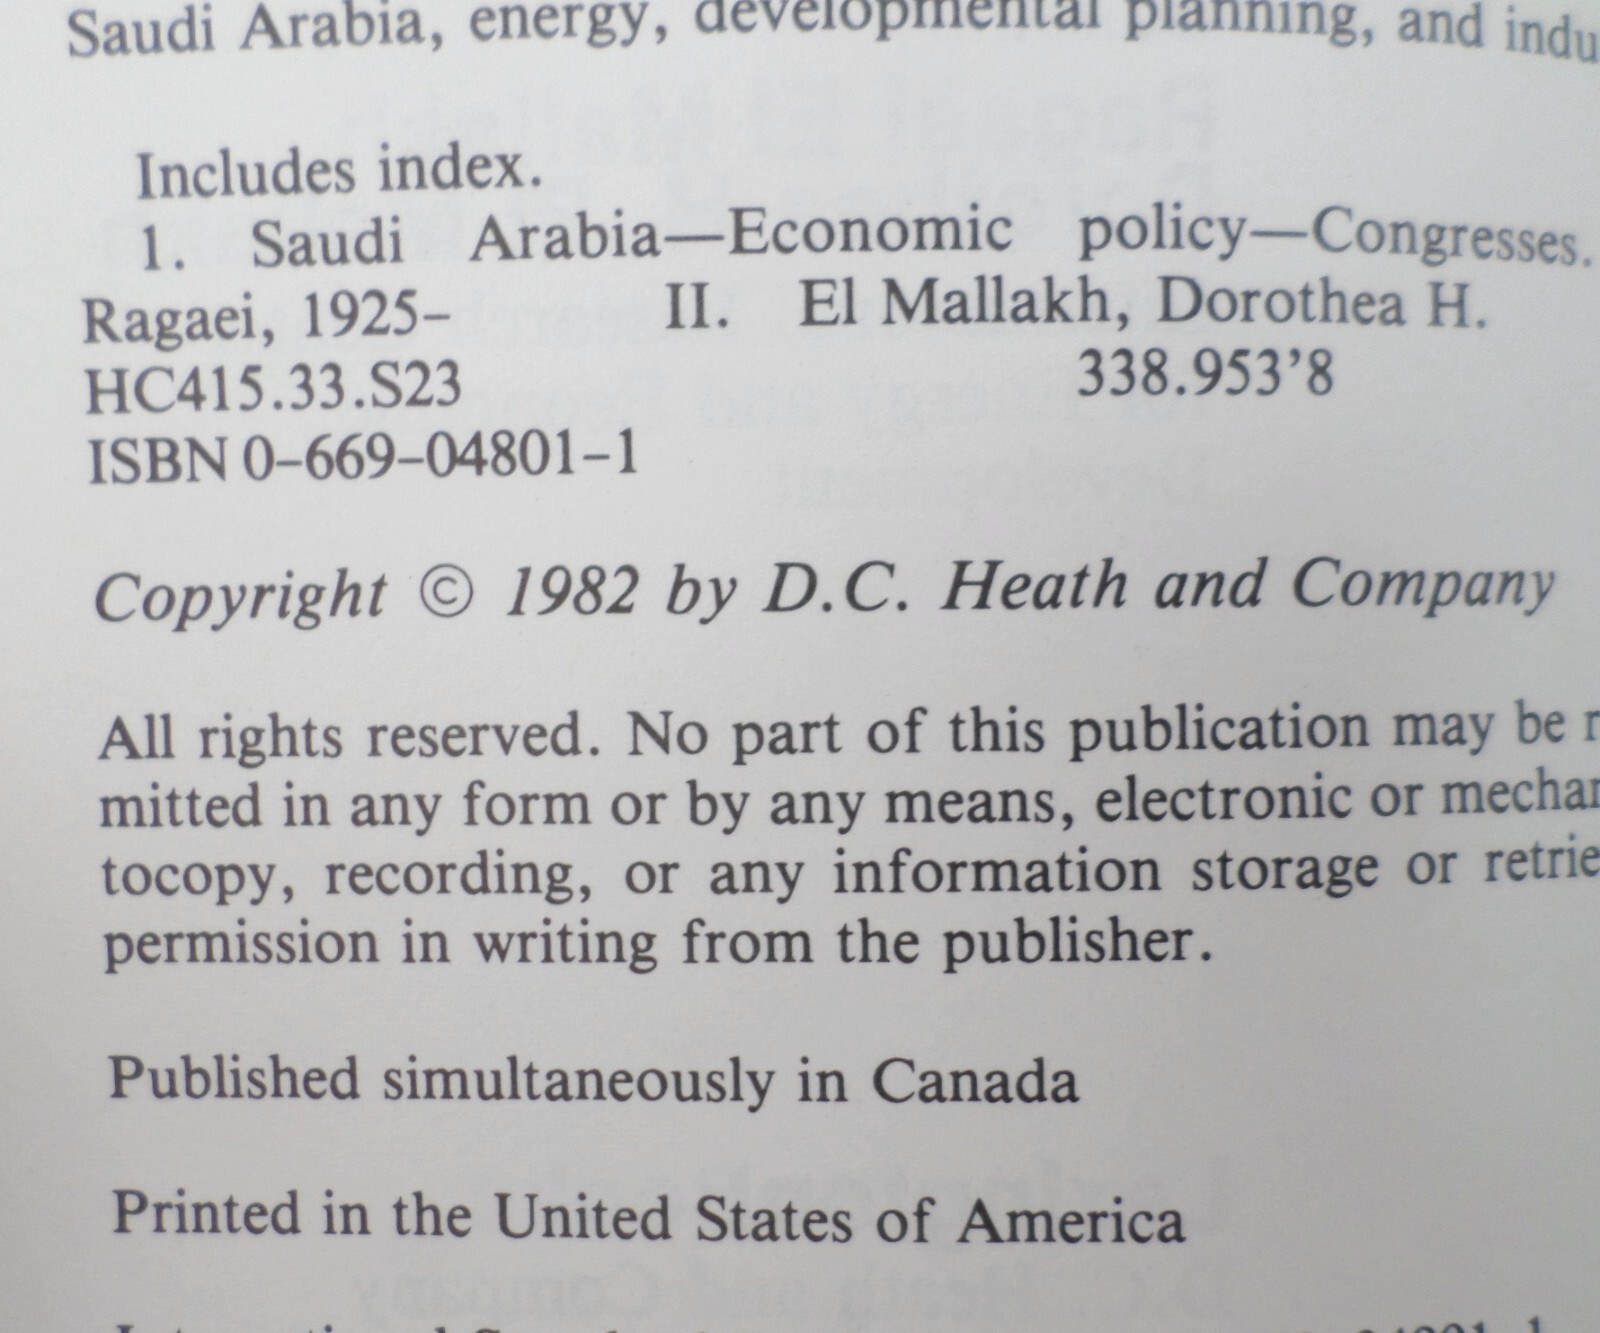 Saudi Arabia, energy, developmental planning, and indu
Includes index.
1. Saudi Arabia—Economic policy—Congresses.
Ragaei, 1925– II. El Mallakh, Dorothea H.
HC415.33.S23 338.953’8
ISBN 0–669–04801–1
Copyright © 1982 by D.C. Heath and Company
All rights reserved. No part of this publication may be r
mitted in any form or by any means, electronic or mechan
tocopy, recording, or any information storage or retrie
permission in writing from the publisher.
Published simultaneously in Canada
Printed in the United States of America